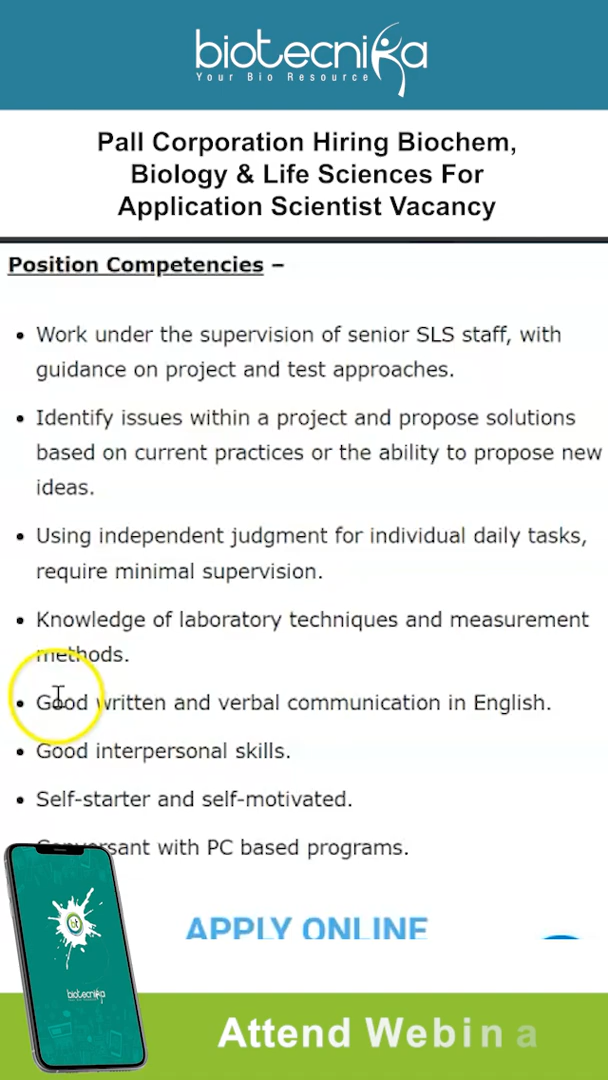 biotecnika
Your Bio Resource
Pall Corporation Hiring Biochem,
Biology & Life Sciences For
Application Scientist Vacancy
Position Competencies –
• Work under the supervision of senior SLS staff, with
guidance on project and test approaches.
• Identify issues within a project and propose solutions
based on current practices or the ability to propose new
ideas.
• Using independent judgment for individual daily tasks,
require minimal supervision.
• Knowledge of laboratory techniques and measurement
methods.
• Good written and verbal communication in English.
• Good interpersonal skills.
• Self-starter and self-motivated.
Conversant with PC based programs.
APPLY ONLINE
bt
biotecnika
Attend Webina